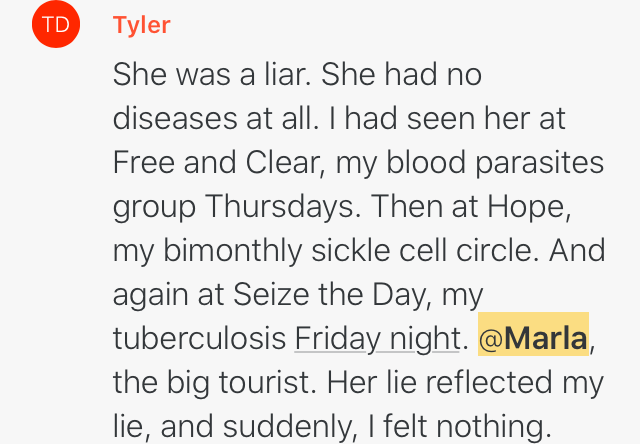 TD
Tyler
She was a liar. She had no
diseases at all. I had seen her at
Free and Clear, my blood parasites
group Thursdays. Then at Hope,
my bimonthly sickle cell circle. And
again at Seize the Day, my
tuberculosis Friday night. @Marla,
the big tourist. Her lie reflected my
lie, and suddenly, I felt nothing.